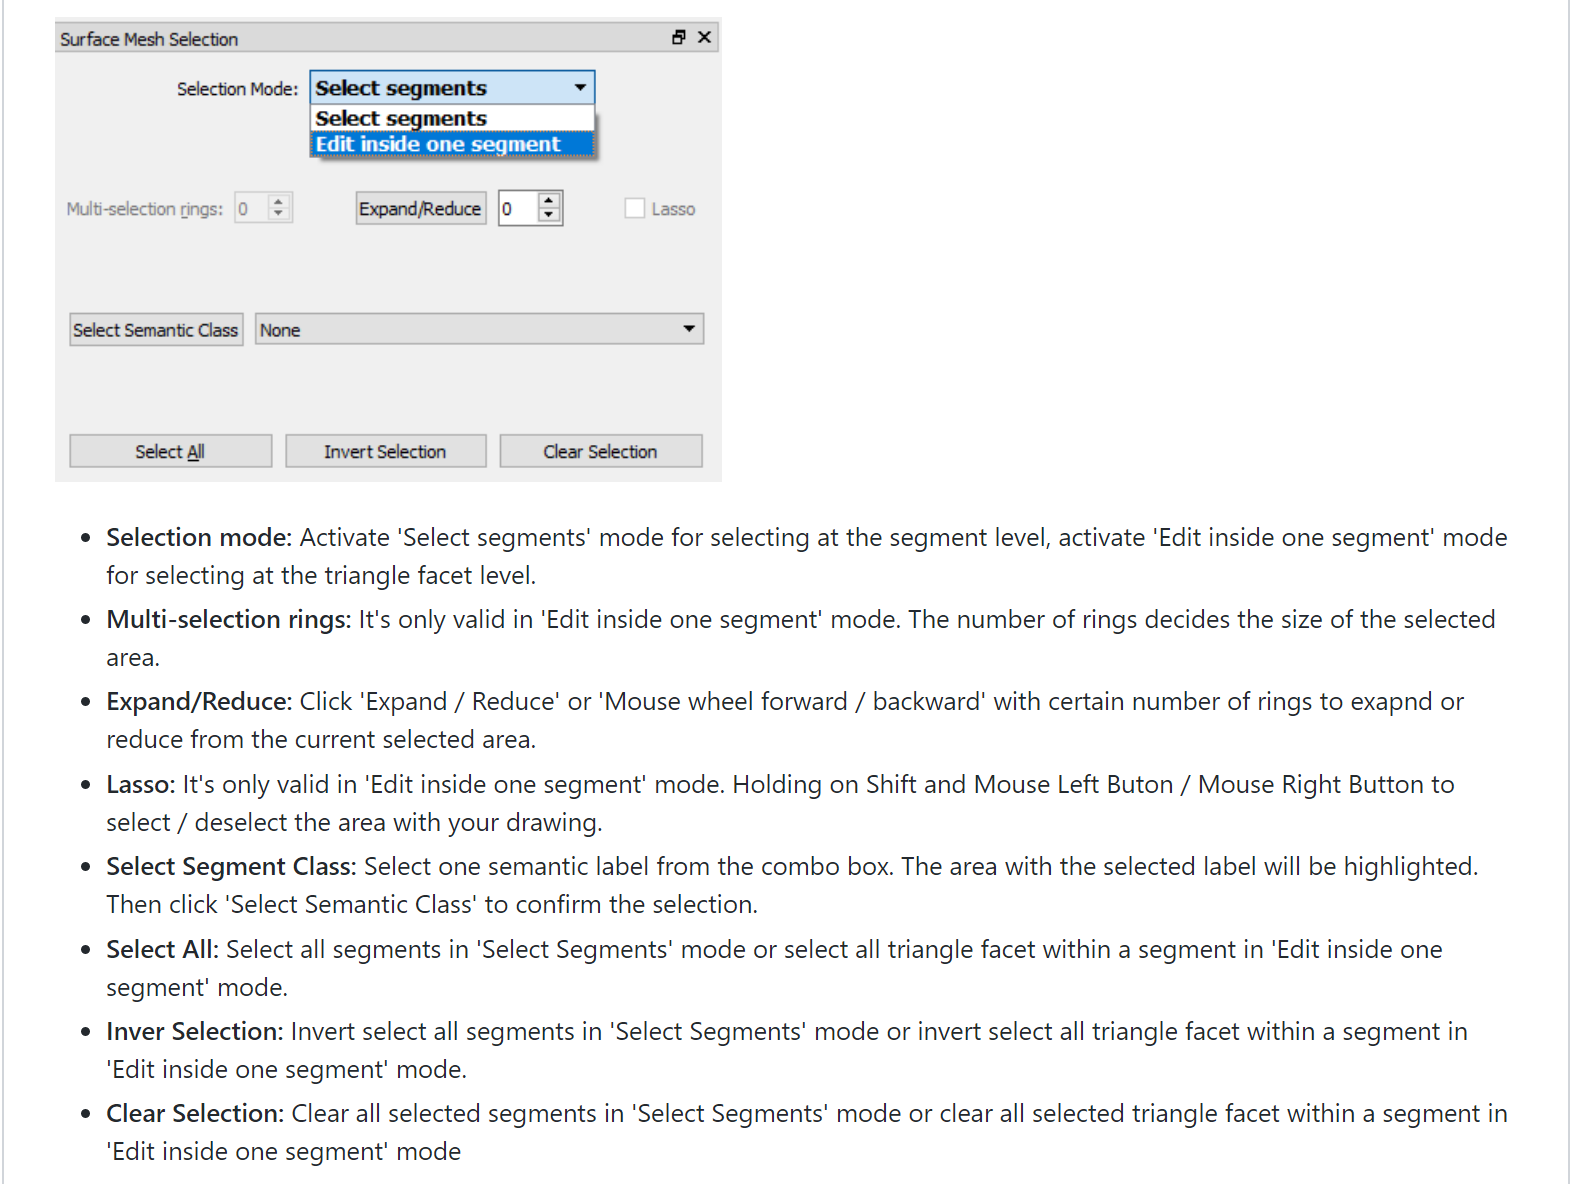 Surface Mesh Selection
Selection Mode: Select segments
Select segments
Edit inside one segment
Multi-selection rings: 0 Expand/Reduce 0 Lasso
Select Semantic Class None
Select All Invert Selection Clear Selection
Selection mode: Activate 'Select segments' mode for selecting at the segment level, activate 'Edit inside one segment' mode
for selecting at the triangle facet level.
Multi-selection rings: It's only valid in 'Edit inside one segment' mode. The number of rings decides the size of the selected
area.
Expand/Reduce: Click 'Expand / Reduce' or 'Mouse wheel forward / backward' with certain number of rings to exapnd or
reduce from the current selected area.
Lasso: It's only valid in 'Edit inside one segment' mode. Holding on Shift and Mouse Left Buton / Mouse Right Button to
select / deselect the area with your drawing.
Select Segment Class: Select one semantic label from the combo box. The area with the selected label will be highlighted.
Then click 'Select Semantic Class' to confirm the selection.
Select All: Select all segments in 'Select Segments' mode or select all triangle facet within a segment in 'Edit inside one
segment' mode.
Inver Selection: Invert select all segments in 'Select Segments' mode or invert select all triangle facet within a segment in
'Edit inside one segment' mode.
Clear Selection: Clear all selected segments in 'Select Segments' mode or clear all selected triangle facet within a segment in
'Edit inside one segment' mode